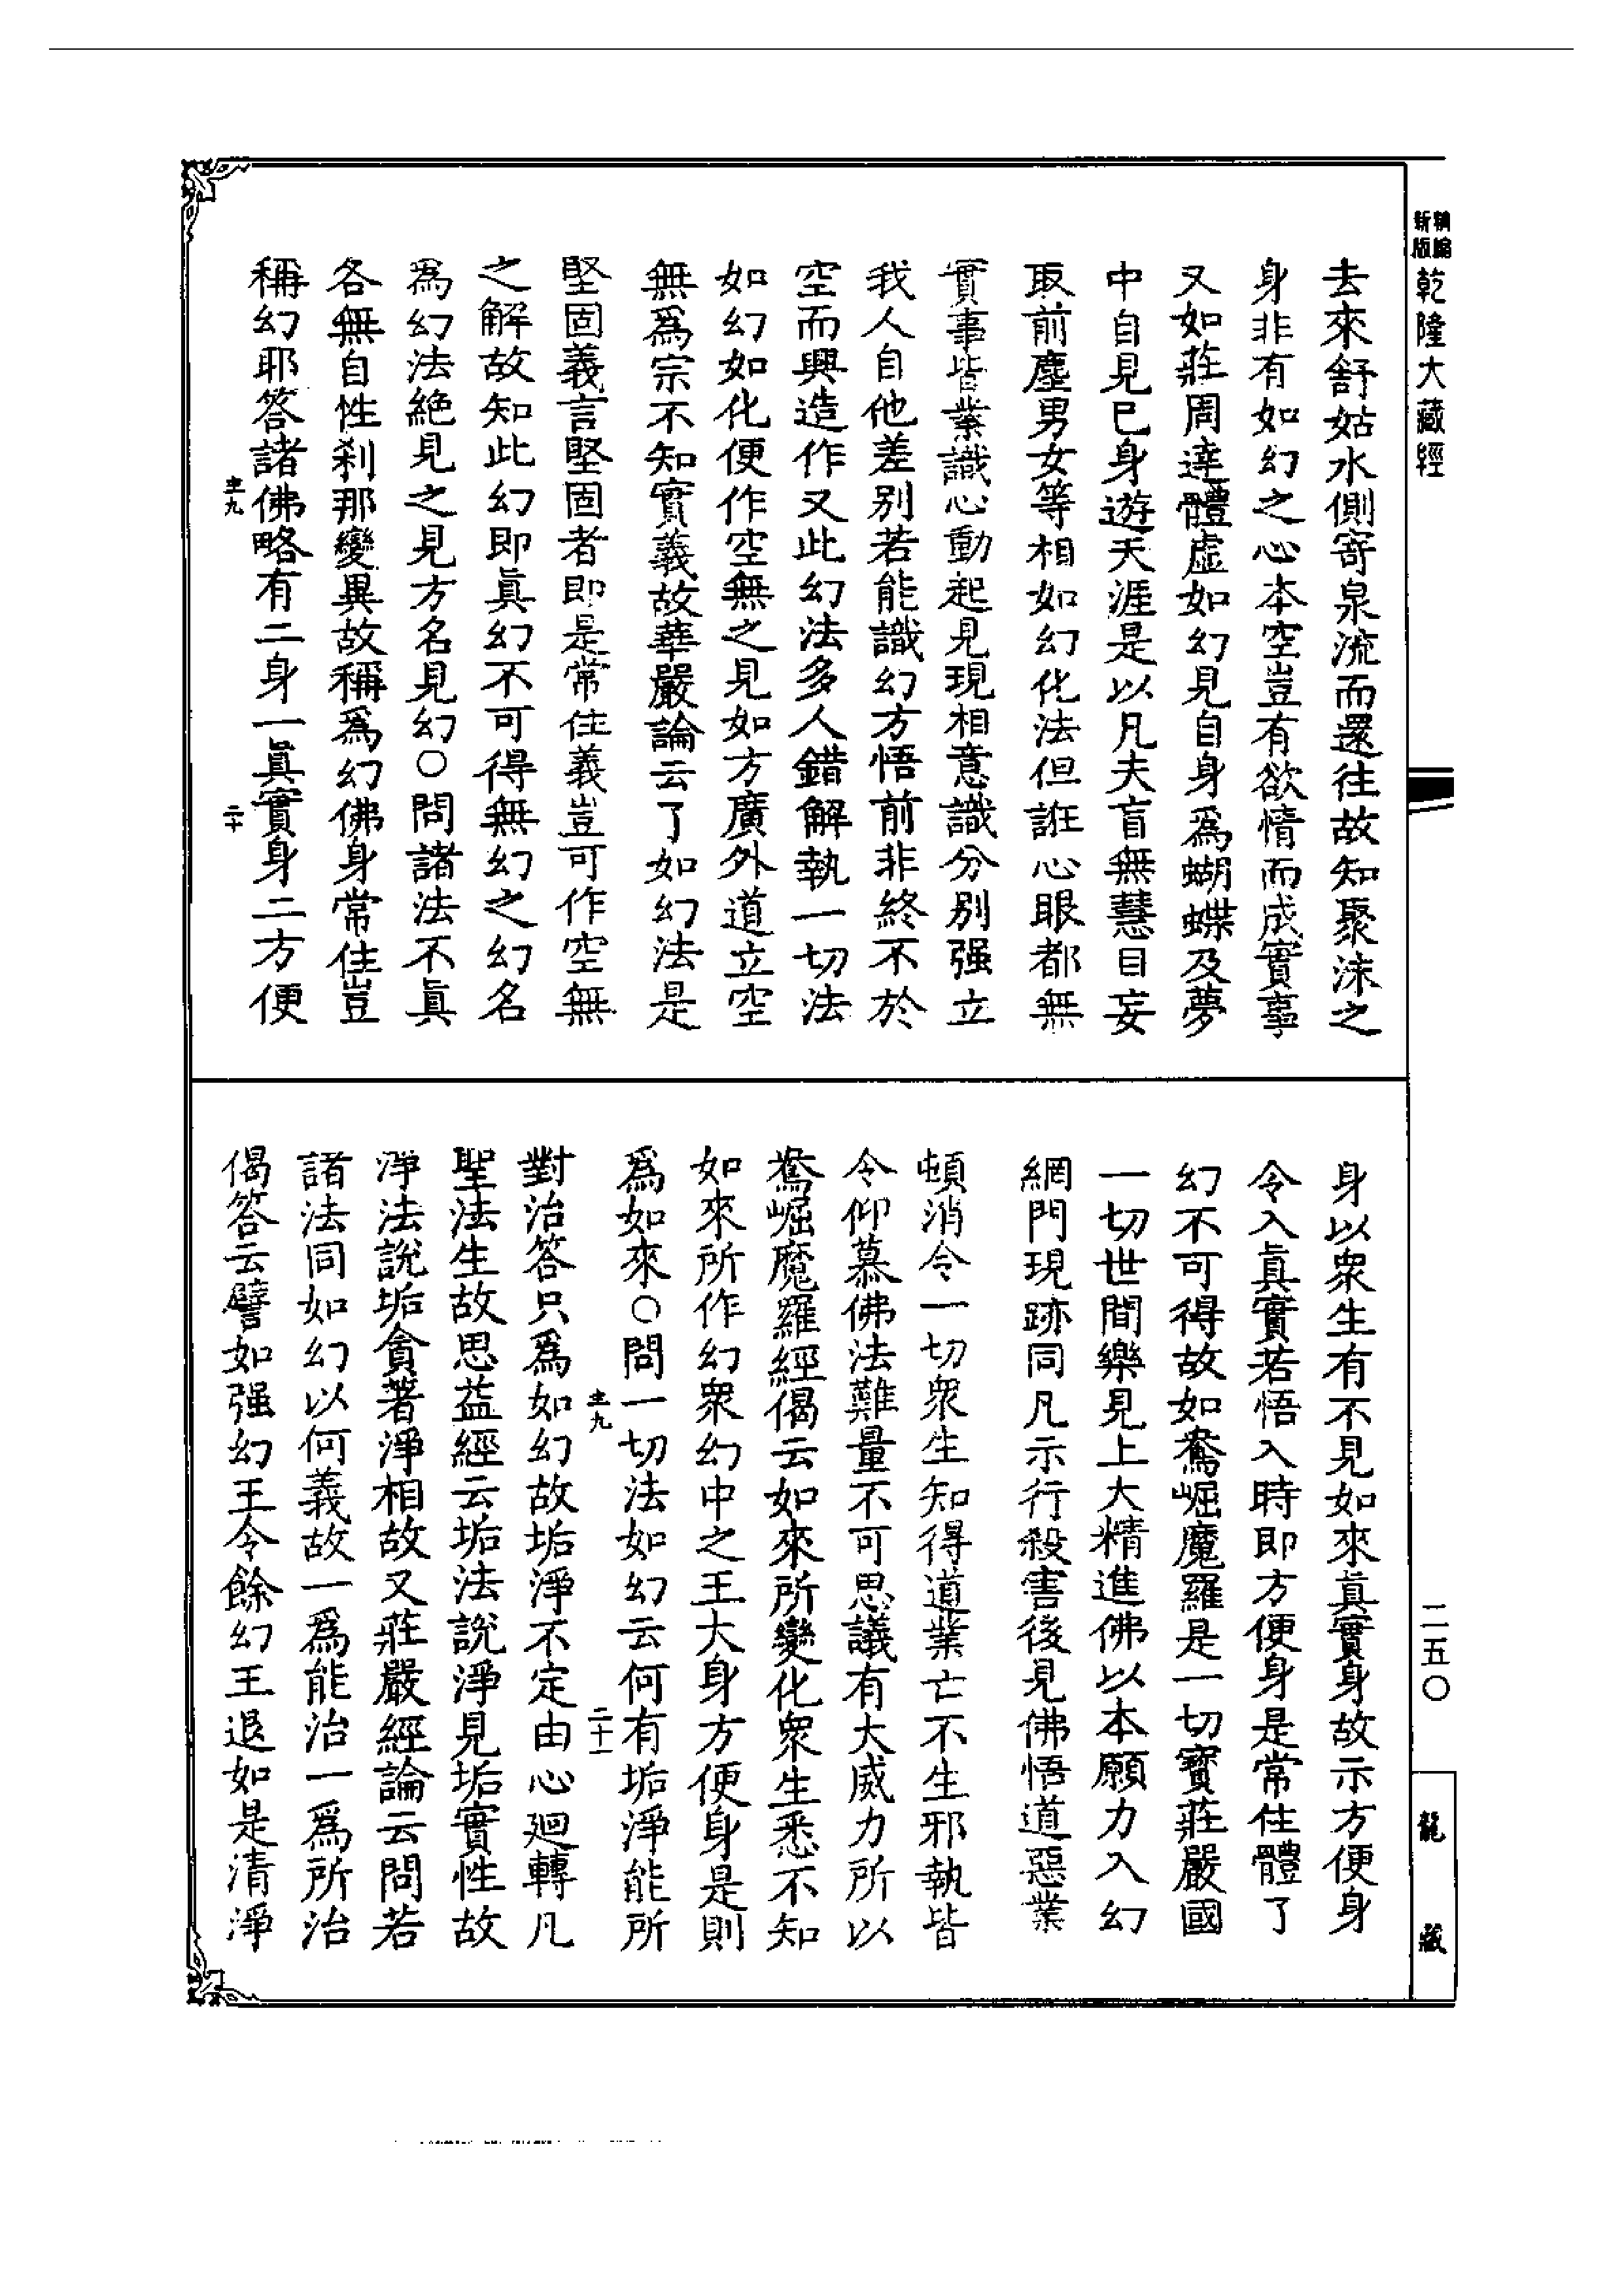 新編
縮版
乾隆大藏經
去來舒姑水側寄泉流而還往故知聚沫之
身非有如幻之心本空豈有欲情而成實事
又如莊周達體虛如幻見自身為蝴蝶及夢
中自見已身遊天涯是以凡夫盲無慧目妄
取前塵男女等相如幻化法但誑心眼都無
實事皆業識心動起見現相意識分別强立
我人自他差別若能識幻方悟前非終不於
空而興造作又此幻法多人錯解執一切法
如幻如化便作空無之見如方廣外道立空
無爲宗不知實義故華嚴論云了如幻法是
堅固義言堅固者即是常住義豈可作空無
之解故知此幻即眞幻不可得無幻之幻名
為幻法絶見之見方名見幻○問諸法不眞
各無自性刹那變異故稱爲幻佛身常住豈
稱幻耶答諸佛略有二身一眞實身二方便
圭九
二十
身以衆生有不見如來眞實身故示方便身
令入眞實若悟入時即方便身是常住體了
幻不可得故如鴦崛魔羅是一切寶莊嚴國
一切世間樂見上大精進佛以本願力入幻
網門現跡同凡示行殺害後見佛悟道惡業
頓消令一切衆生知得道業亡不生邪執皆
令仰慕佛法難量不可思議有大威力所以
鴦崛魔羅經偈云如來所變化衆生悉不知
如來所作幻衆幻中之王大身方便身是則
爲如來○問一切法如幻云何有垢淨能所
圭九
二十一
對治答只爲如幻故垢淨不定由心迴轉凡
聖法生故思益經云垢法說淨見垢實性故
淨法說垢貪著淨相故又莊嚴經論云問若
諸法同如幻以何義故一爲能治一爲所治
偈答云譬如强幻王令餘幻王退如是清淨
二五〇
龍藏